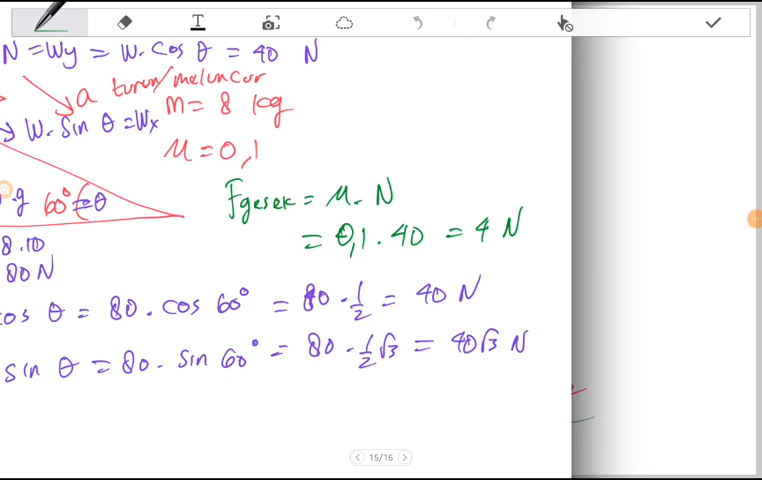 N = Wy = W. cos θ = 40 N
a turun/meluncur
m = 8 kg
W. sin θ = Wx
μ = 0,1
.g 60° = θ
Fgesek = μ. N
= 0,1 . 40 = 4 N
8.10
80 N
cos θ = 80 . cos 60° = 80 . 1/2 = 40 N
sin θ = 80 . sin 60° = 80 . 1/2 √3 = 40√3 N
15/16